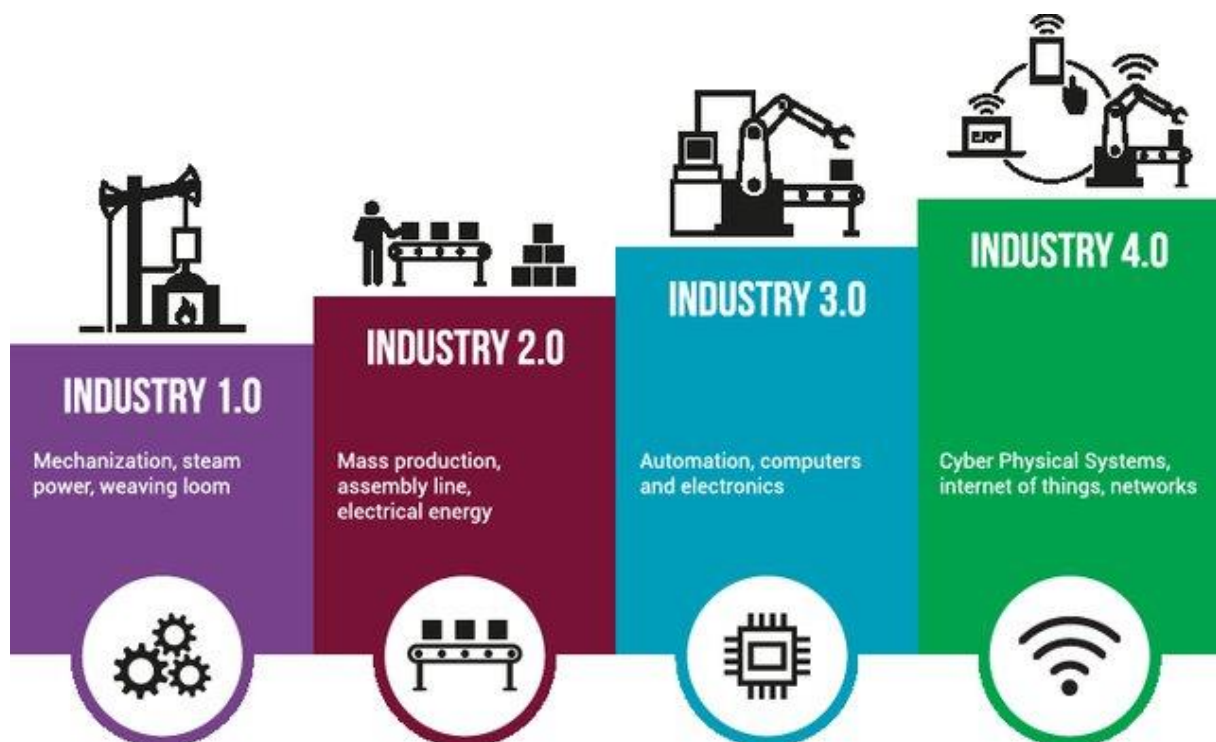 ERP
INDUSTRY 1.0
Mechanization, steam
power, weaving loom
INDUSTRY 2.0
Mass production,
assembly line,
electrical energy
INDUSTRY 3.0
Automation, computers
and electronics
INDUSTRY 4.0
Cyber Physical Systems,
internet of things, networks